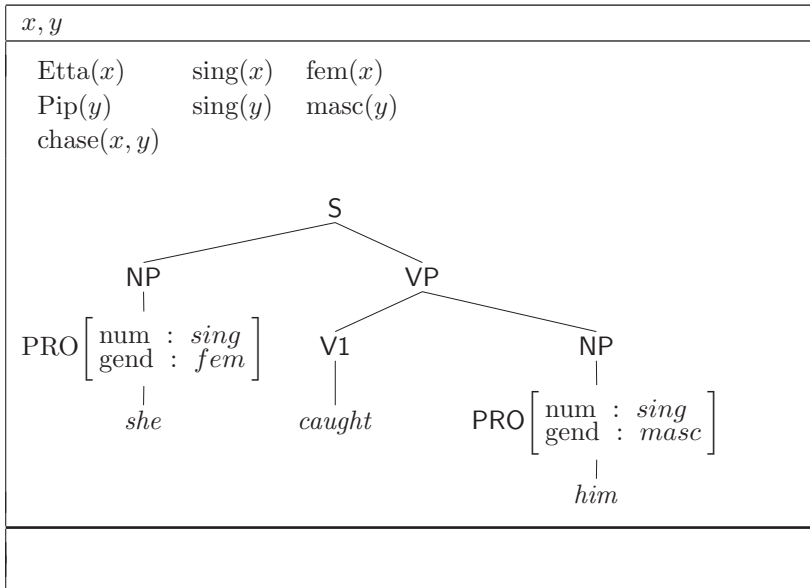 x, y
Etta(x) sing(x) fem(x)
Pip(y) sing(y) masc(y)
chase(x, y)
S
NP VP
PRO[num : sing gend : fem] V1 NP
she caught PRO[num : sing gend : masc]
him